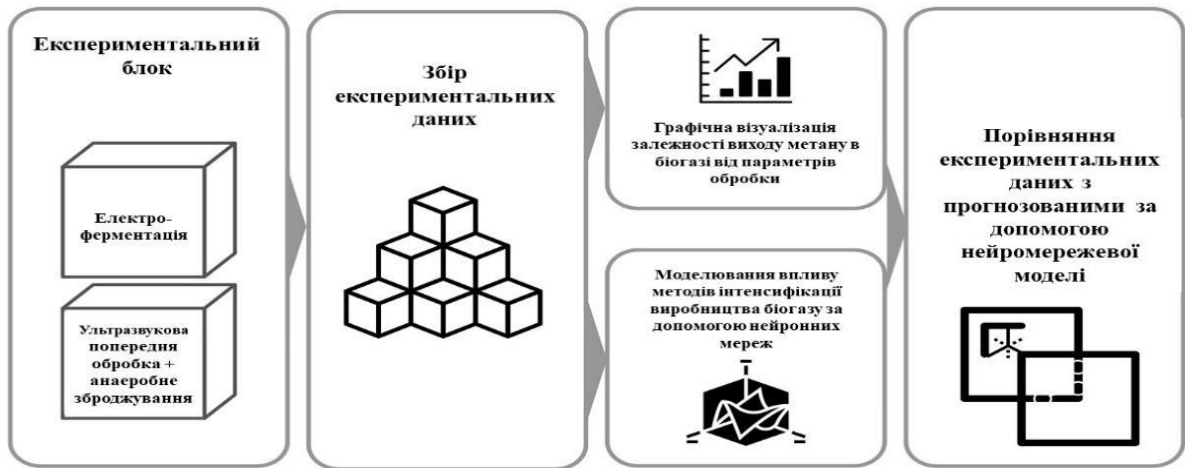 Експериментальний
блок
Електро-
ферментація
Ультразвукова
попередня
обробка +
анаеробне
зброджування
Збір
експериментальних
даних
Графічна візуалізація
залежності виходу метану в
біогазі від параметрів
обробки
Моделювання впливу
методів інтенсифікації
виробництва біогазу за
допомогою нейронних
мереж
Порівняння
експериментальних
даних з
прогнозованими за
допомогою
нейромережевої
моделі